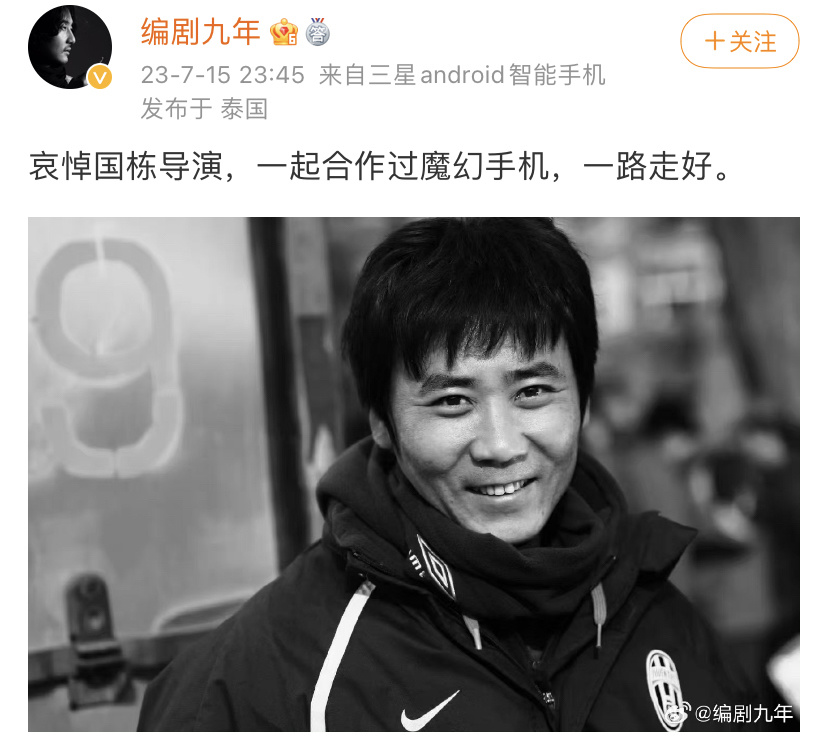 编剧九年
23-7-15 23:45 来自三星android智能手机
发布于 泰国
+关注
哀悼国栋导演，一起合作过魔幻手机，一路走好。
9
@编剧九年